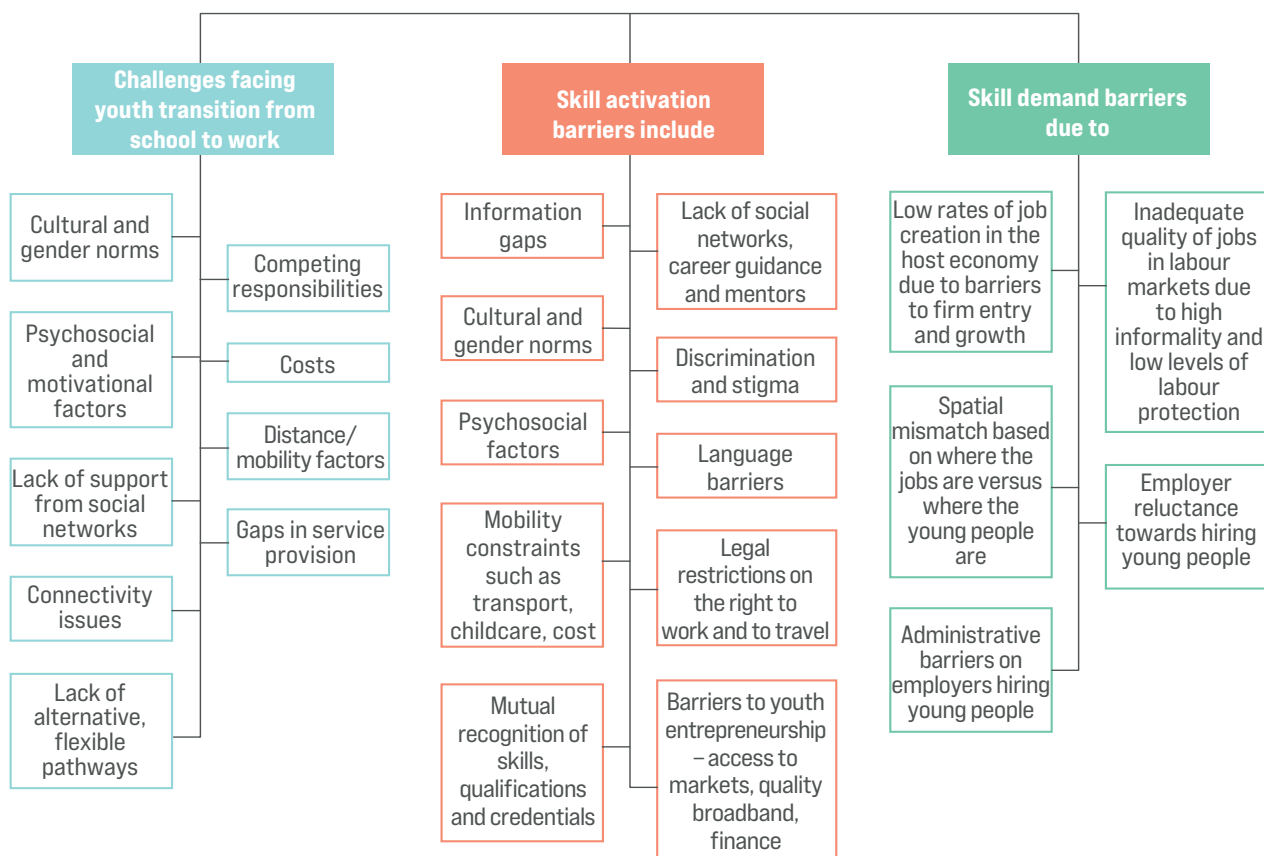 Challenges facing
youth transition from
school to work
Cultural and
gender norms
Competing
responsibilities
Psychosocial
and
motivational
factors
Costs
Distance/
mobility factors
Lack of support
from social
networks
Gaps in service
provision
Connectivity
issues
Lack of
alternative,
flexible
pathways
Skill activation
barriers include
Information
gaps
Lack of social
networks,
career guidance
and mentors
Cultural and
gender norms
Discrimination
and stigma
Psychosocial
factors
Language
barriers
Mobility
constraints
such as
transport,
childcare, cost
Legal
restrictions on
the right to
work and to travel
Mutual
recognition of
skills,
qualifications
and credentials
Barriers to youth
entrepreneurship
– access to
markets, quality
broadband,
finance
Skill demand barriers
due to
Low rates of job
creation in the
host economy
due to barriers
to firm entry
and growth
Inadequate
quality of jobs
in labour
markets due
to high
informality and
low levels of
labour
protection
Spatial
mismatch based
on where the
jobs are versus
where the
young people
are
Employer
reluctance
towards hiring
young people
Administrative
barriers on
employers hiring
young people